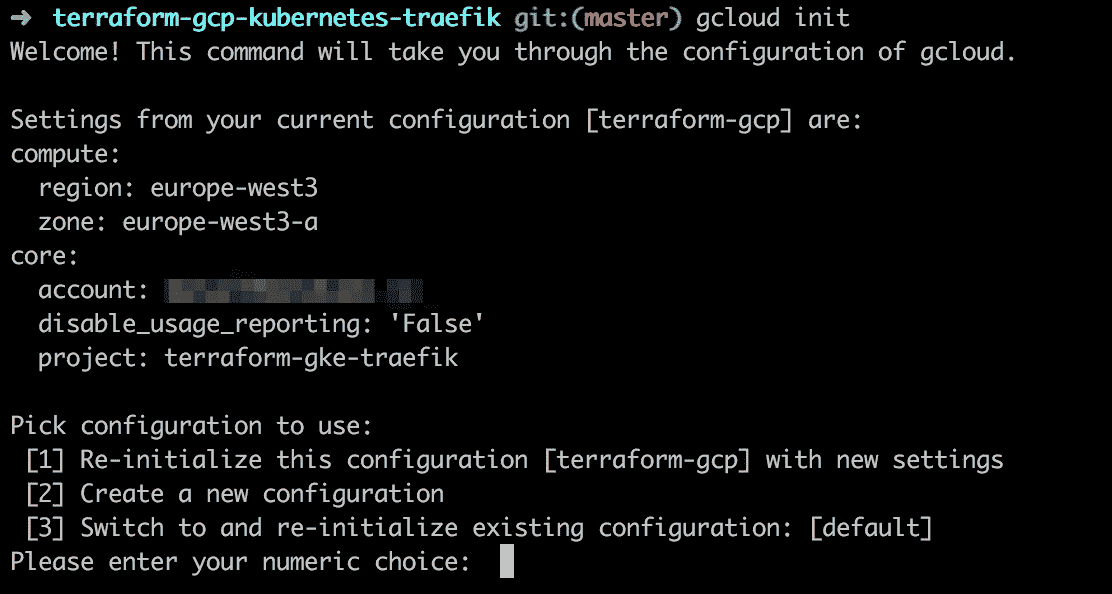 ➜ terraform-gcp-kubernetes-traefik git:(master) gcloud init
Welcome! This command will take you through the configuration of gcloud.
Settings from your current configuration [terraform-gcp] are:
compute:
  region: europe-west3
  zone: europe-west3-a
core:
  account:
  disable_usage_reporting: 'False'
  project: terraform-gke-traefik
Pick configuration to use:
 [1] Re-initialize this configuration [terraform-gcp] with new settings
 [2] Create a new configuration
 [3] Switch to and re-initialize existing configuration: [default]
Please enter your numeric choice: